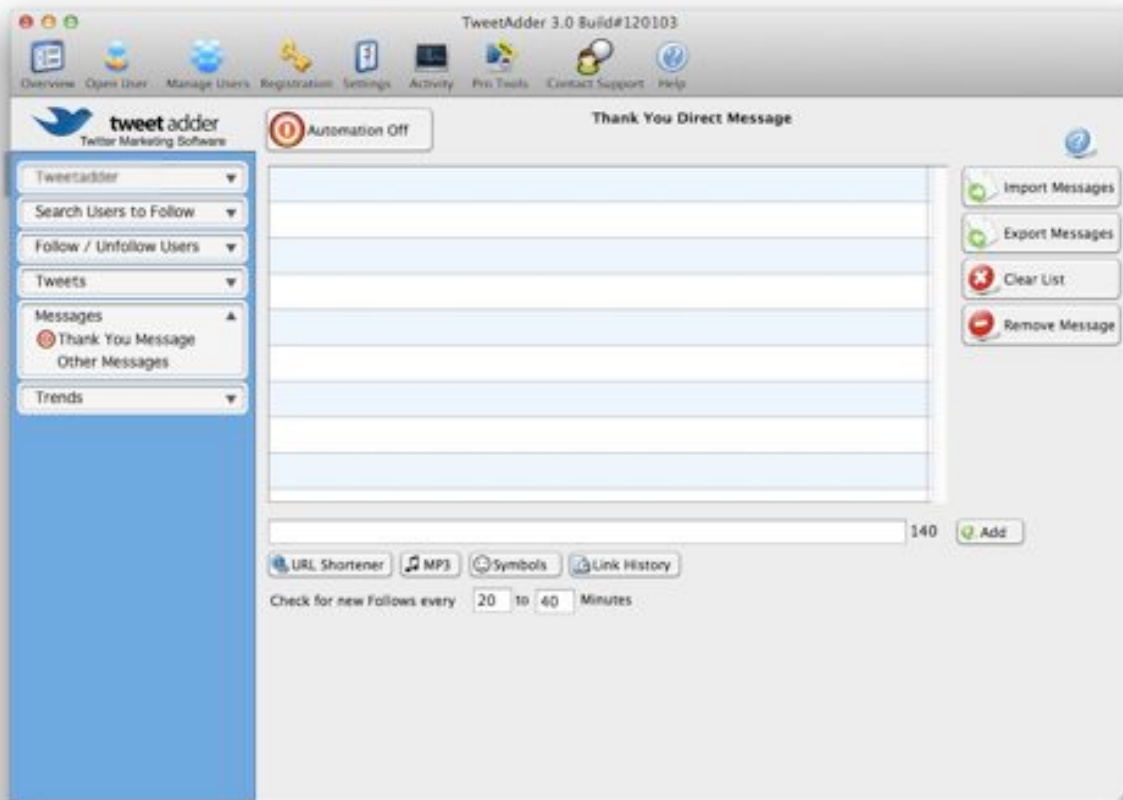 TweetAdder 3.0 Build#120103
Overview Open User Manage Users Registration Settings Activity Pro Tools Contact Support Help
tweet adder
Twitter Marketing Software
Automation Off
Thank You Direct Message
Tweetadder
Search Users to Follow
Follow / Unfollow Users
Tweets
Messages
Thank You Message
Other Messages
Trends
Import Messages
Export Messages
Clear List
Remove Message
140 Add
URL Shortener MP3 Symbols Link History
Check for new Follows every 20 to 40 Minutes